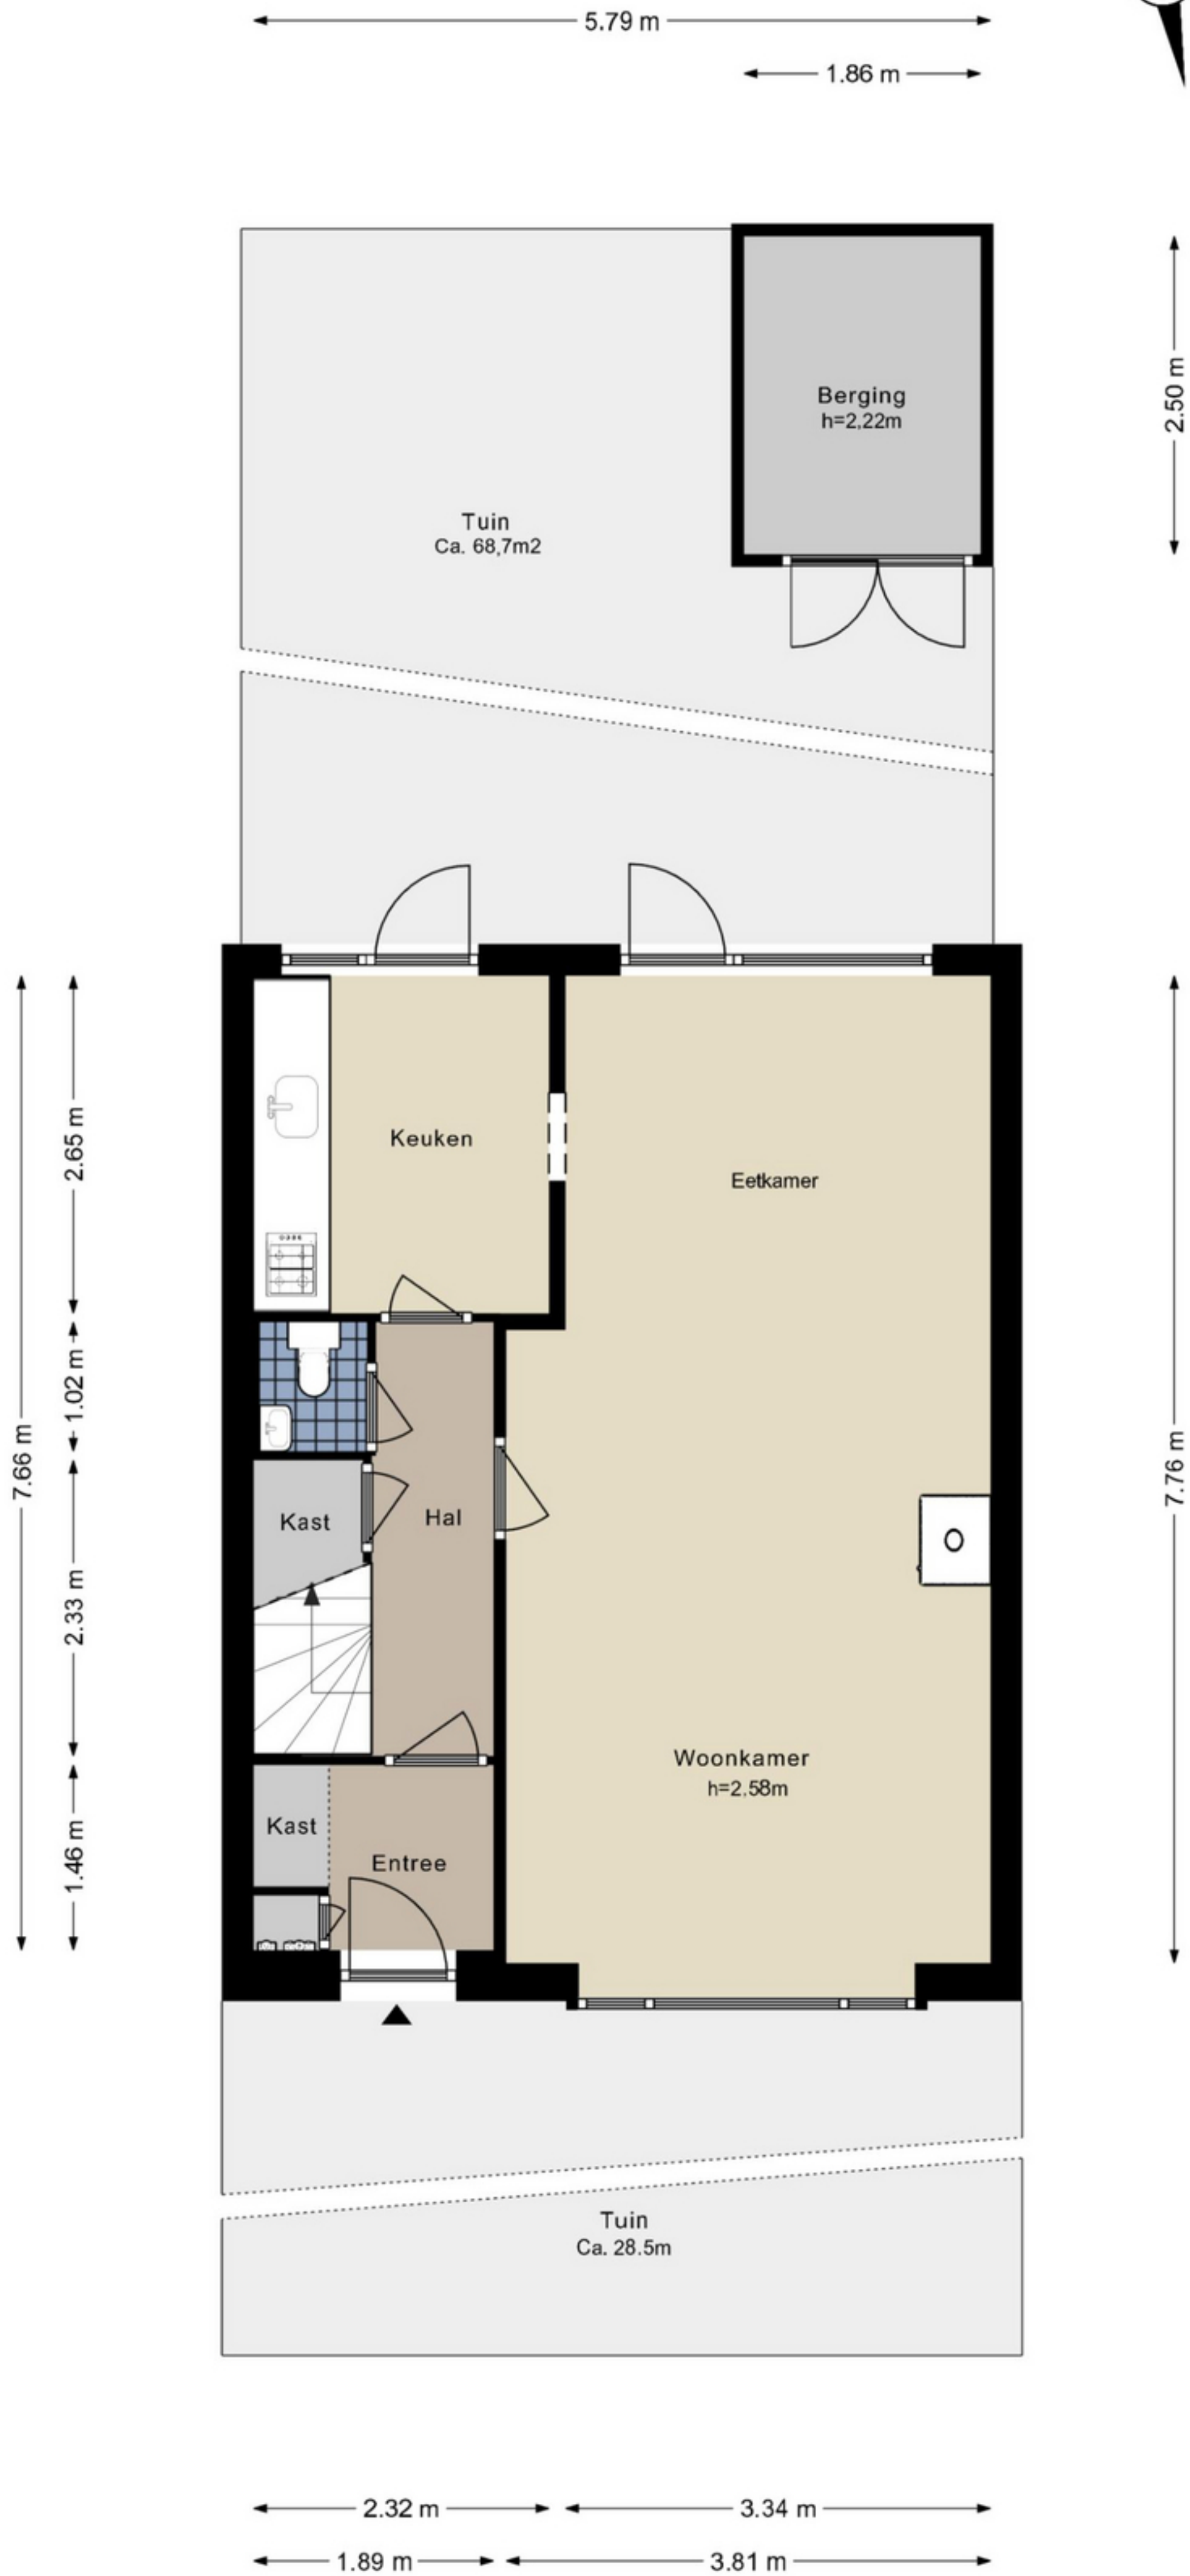 5.79 m
1.86 m
Berging
h=2,22m
2.50 m
Tuin
Ca. 68,7m2
Keuken
Eetkamer
2.65 m
1.02 m
7.66 m
7.76 m
Kast
Hal
2.33 m
Woonkamer
h=2.58m
Kast
Entree
1.46 m
Tuin
Ca. 28.5m
2.32 m
3.34 m
1.89 m
3.81 m